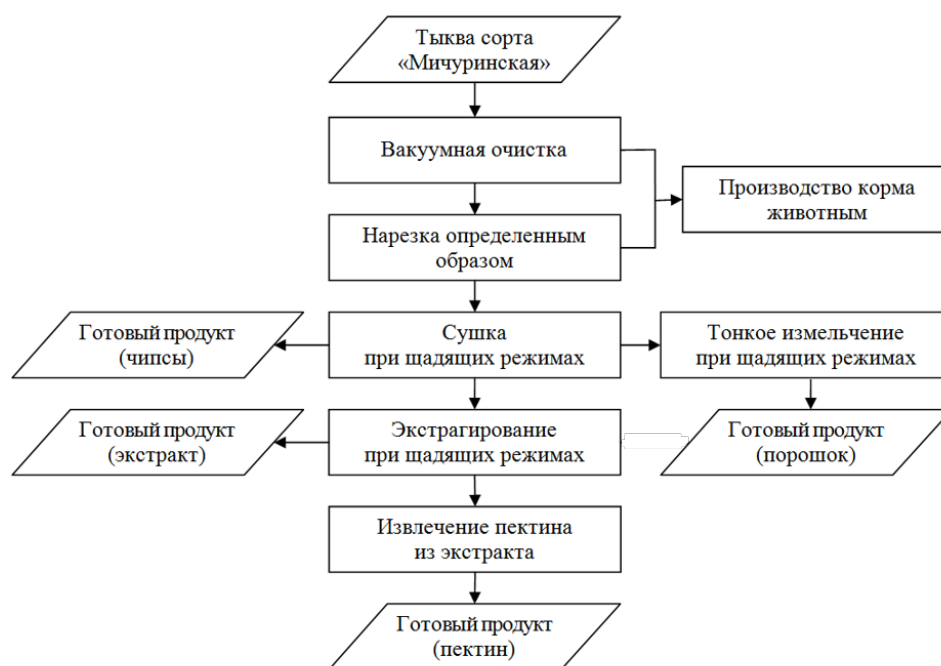 Тыква сорта
«Мичуринская»
Вакуумная очистка
Производство корма
животным
Нарезка определенным
образом
Готовый продукт
(чипсы)
Сушка
при щадящих режимах
Тонкое измельчение
при щадящих режимах
Готовый продукт
(экстракт)
Экстрагирование
при щадящих режимах
Готовый продукт
(порошок)
Извлечение пектина
из экстракта
Готовый продукт
(пектин)